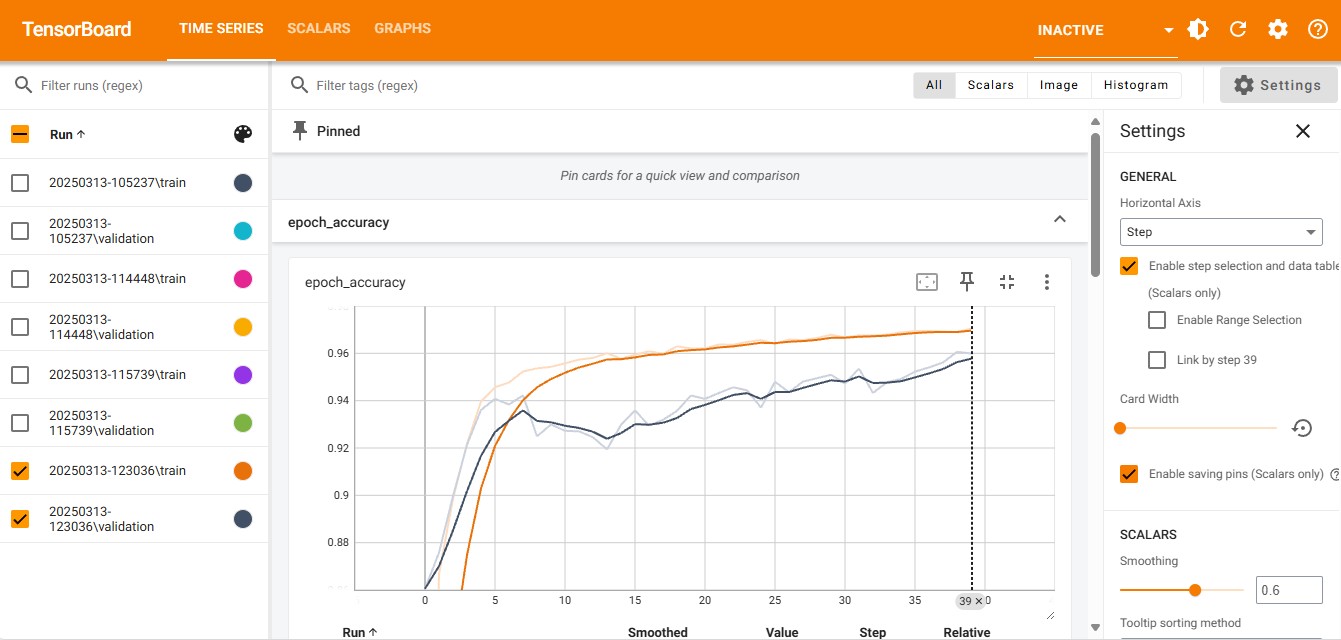 TensorBoard
TIME SERIES
SCALARS
GRAPHS
INACTIVE
Filter runs (regex)
Filter tags (regex)
All
Scalars
Image
Histogram
Settings
Run ↑
20250313-105237\train
20250313-
105237\validation
20250313-114448\train
20250313-
114448\validation
20250313-115739\train
20250313-
115739\validation
20250313-123036\train
20250313-
123036\validation
Pinned
Pin cards for a quick view and comparison
epoch_accuracy
epoch_accuracy
0.96
0.94
0.92
0.9
0.88
0 5 10 15 20 25 30 35 39 × 0
Run ↑ Smoothed Value Step Relative
Settings
GENERAL
Horizontal Axis
Step
Enable step selection and data table
(Scalars only)
Enable Range Selection
Link by step 39
Card Width
Enable saving pins (Scalars only)
SCALARS
Smoothing
0.6
Tooltip sorting method